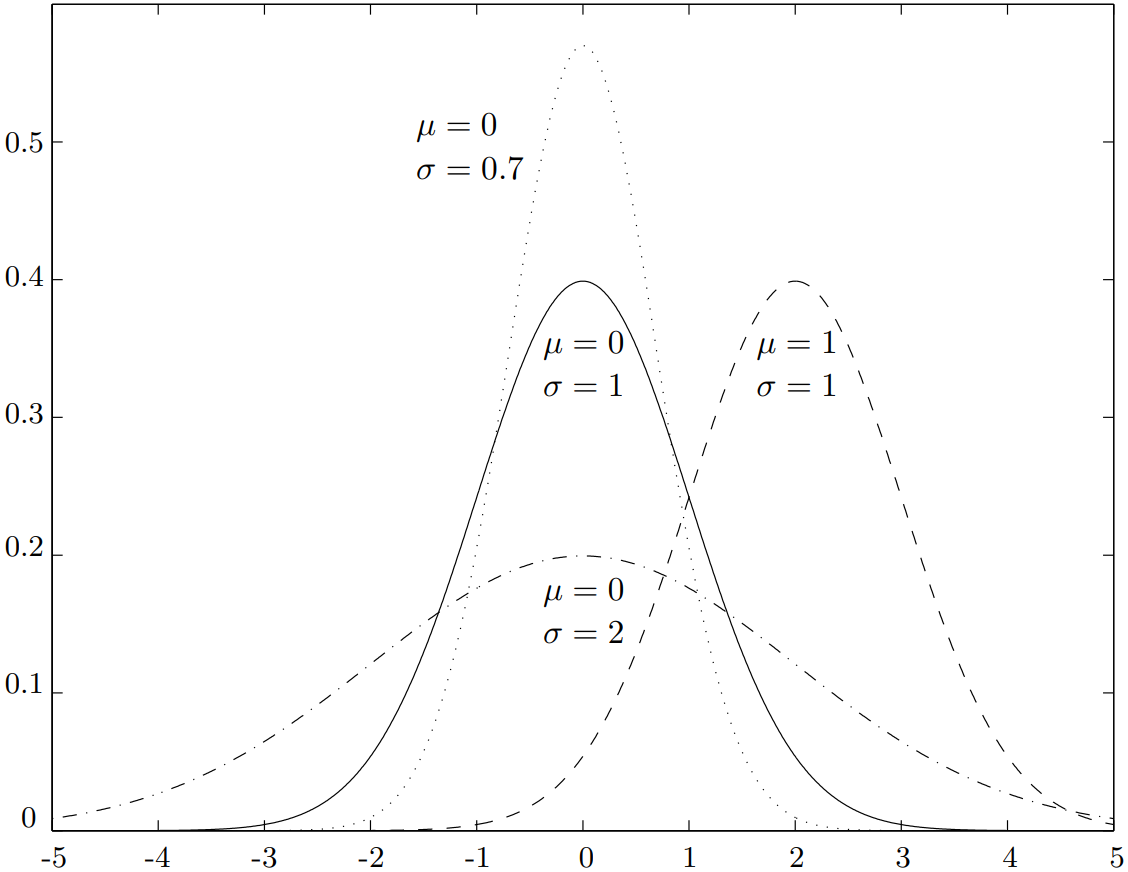 μ = 0
σ = 0.7
μ = 0
σ = 1
μ = 1
σ = 1
μ = 0
σ = 2
0.5
0.4
0.3
0.2
0.1
0
-5 -4 -3 -2 -1 0 1 2 3 4 5